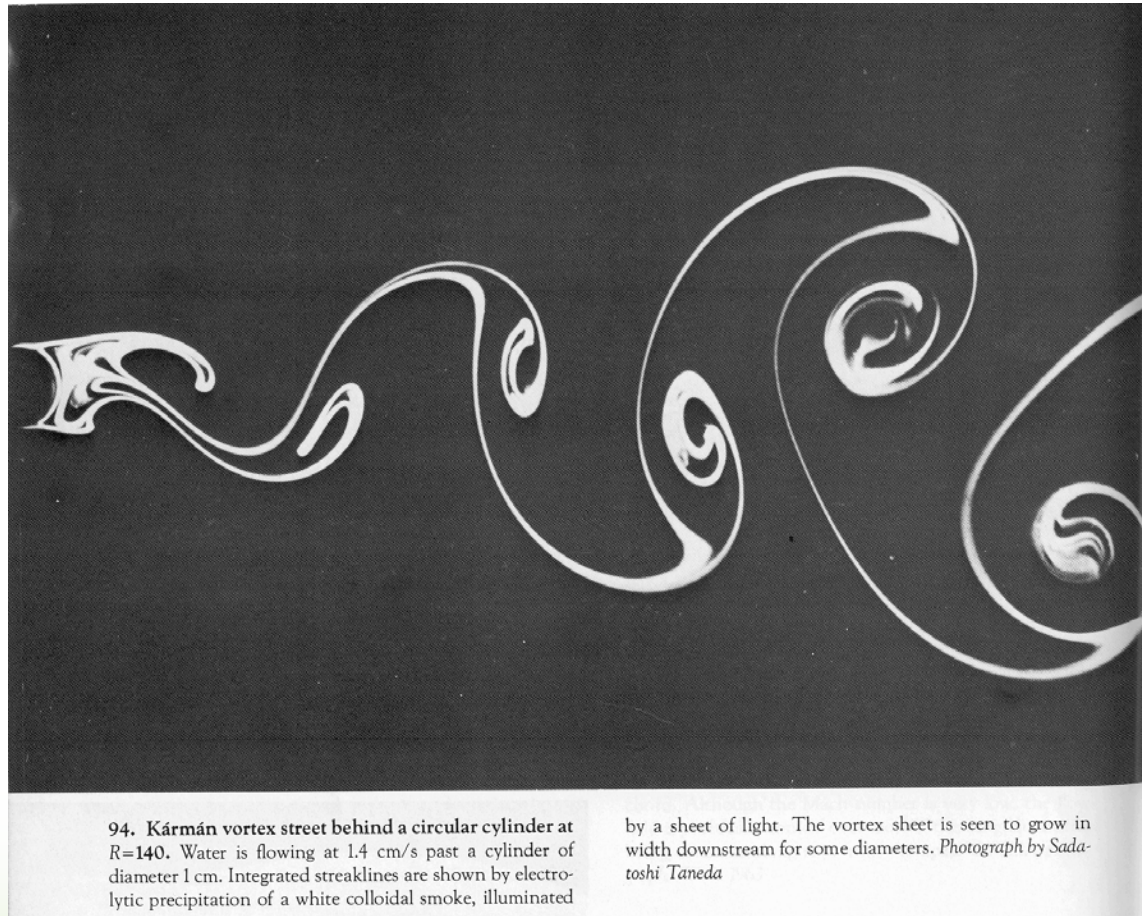 94. Kármán vortex street behind a circular cylinder at
R=140. Water is flowing at 1.4 cm/s past a cylinder of
diameter 1 cm. Integrated streaklines are shown by electro-
lytic precipitation of a white colloidal smoke, illuminated
by a sheet of light. The vortex sheet is seen to grow in
width downstream for some diameters. Photograph by Sada-
toshi Taneda